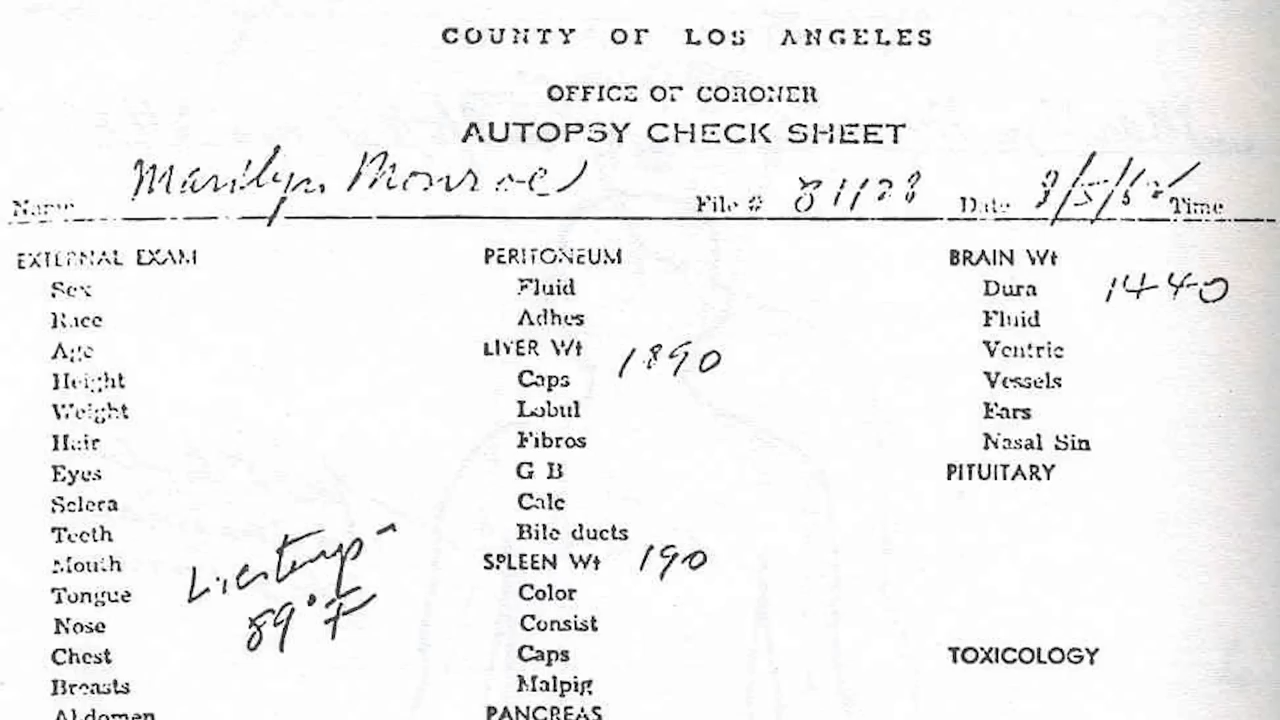 COUNTY OF LOS ANGELES
OFFICE OF CORONER
AUTOPSY CHECK SHEET
Name Marilyn Monroe File # 81128 Date 8/5/62 Time
EXTERNAL EXAM
Sex
Race
Age
Height
Weight
Hair
Eyes
Sclera
Teeth
Mouth
Tongue
Nose
Chest
Breasts
Abdomen
89°F
PERITONEUM
Fluid
Adhes
LIVER Wt 1890
Caps
Lobul
Fibros
G B
Calc
Bile ducts
SPLEEN Wt 190
Color
Consist
Caps
Malpig
PANCREAS
BRAIN Wt
Dura 1440
Fluid
Ventric
Vessels
Ears
Nasal Sin
PITUITARY
TOXICOLOGY